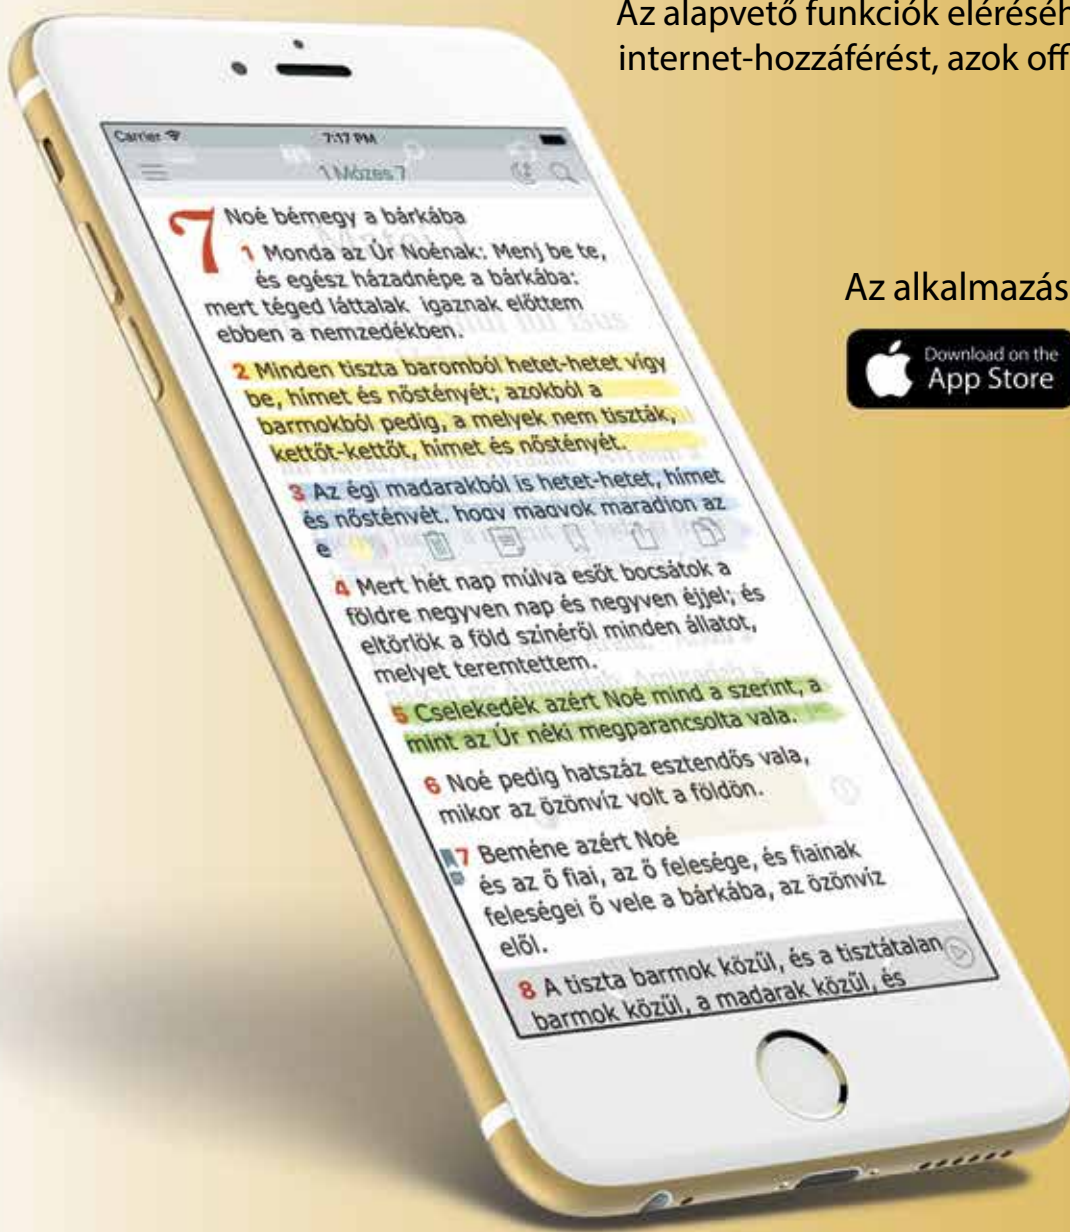 Az alapvető funkciók eléréséh
internet-hozzáférést, azok off
Carrier
7:17 PM
1 Mózes 7
7 Noé bémegy a bárkába
1 Monda az Úr Noénak: Menj be te,
és egész házadnépe a bárkába:
mert téged láttalak igaznak előttem
ebben a nemzedékben.
2 Minden tiszta baromból hetet-hetet vígy
be, hímet és nőstényét; azokból a
barmokból pedig, a melyek nem tiszták,
kettőt-kettőt, hímet és nőstényét.
3 Az égi madarakból is hetet-hetet, hímet
és nőstényét, hogy magvok maradjon az
e
4 Mert hét nap múlva esőt bocsátok a
földre negyven nap és negyven éjjel; és
eltörlök a föld színéről minden állatot,
melyet teremtettem.
5 Cselekedék azért Noé mind a szerint, a
mint az Úr néki megparancsolta vala.
6 Noé pedig hatszáz esztendős vala,
mikor az özönvíz volt a földön.
7 Beméne azért Noé
és az ő fiai, az ő felesége, és fiainak
feleségei ő vele a bárkába, az özönvíz
elől.
8 A tiszta barmok közűl, és a tisztátalan
barmok közűl, a madarak közűl, és
Az alkalmazás
Download on the
App Store